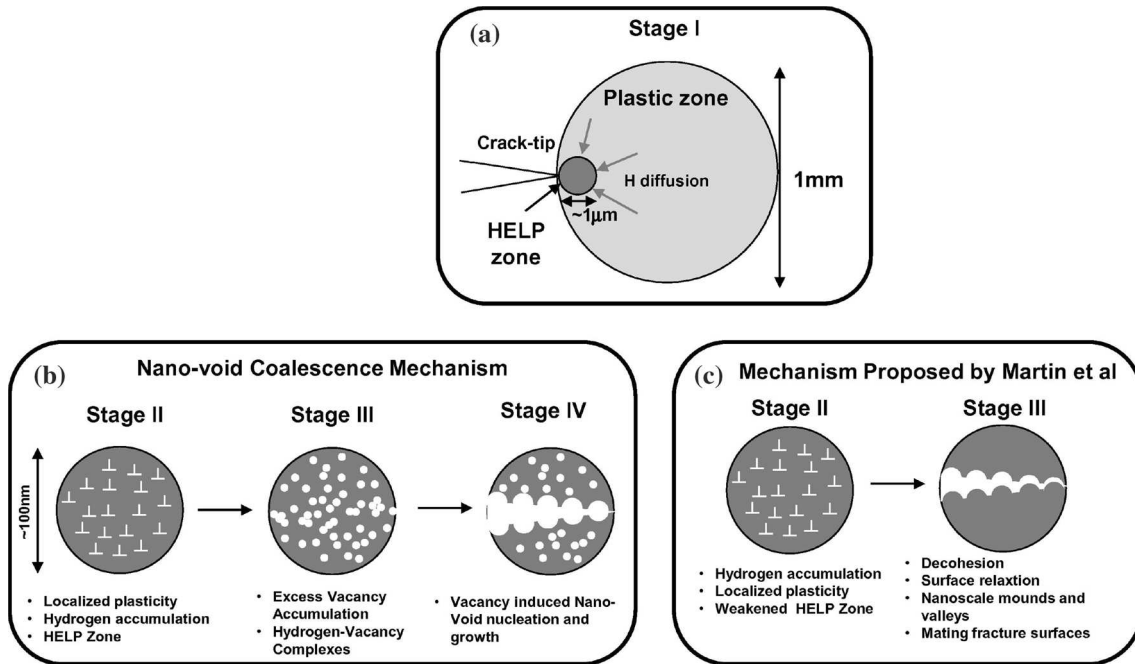 (a)
Stage I
Plastic zone
Crack-tip
H diffusion
1mm
~1µm
HELP
zone
(b)
Nano-void Coalescence Mechanism
Stage II
Stage III
Stage IV
~100nm
• Localized plasticity
• Hydrogen accumulation
• HELP Zone
• Excess Vacancy
Accumulation
• Hydrogen-Vacancy
Complexes
• Vacancy induced Nano-
Void nucleation and
growth
(c)
Mechanism Proposed by Martin et al
Stage II
Stage III
• Hydrogen accumulation
• Localized plasticity
• Weakened HELP Zone
• Decohesion
• Surface relaxtion
• Nanoscale mounds and
valleys
• Mating fracture surfaces